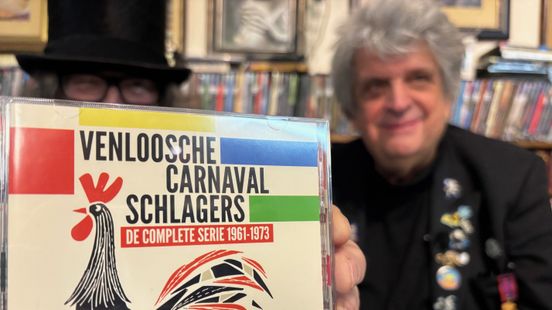 VENLOOSCHE
CARNAVAL
SCHLAGERS
DE COMPLETE SERIE 1961-1973